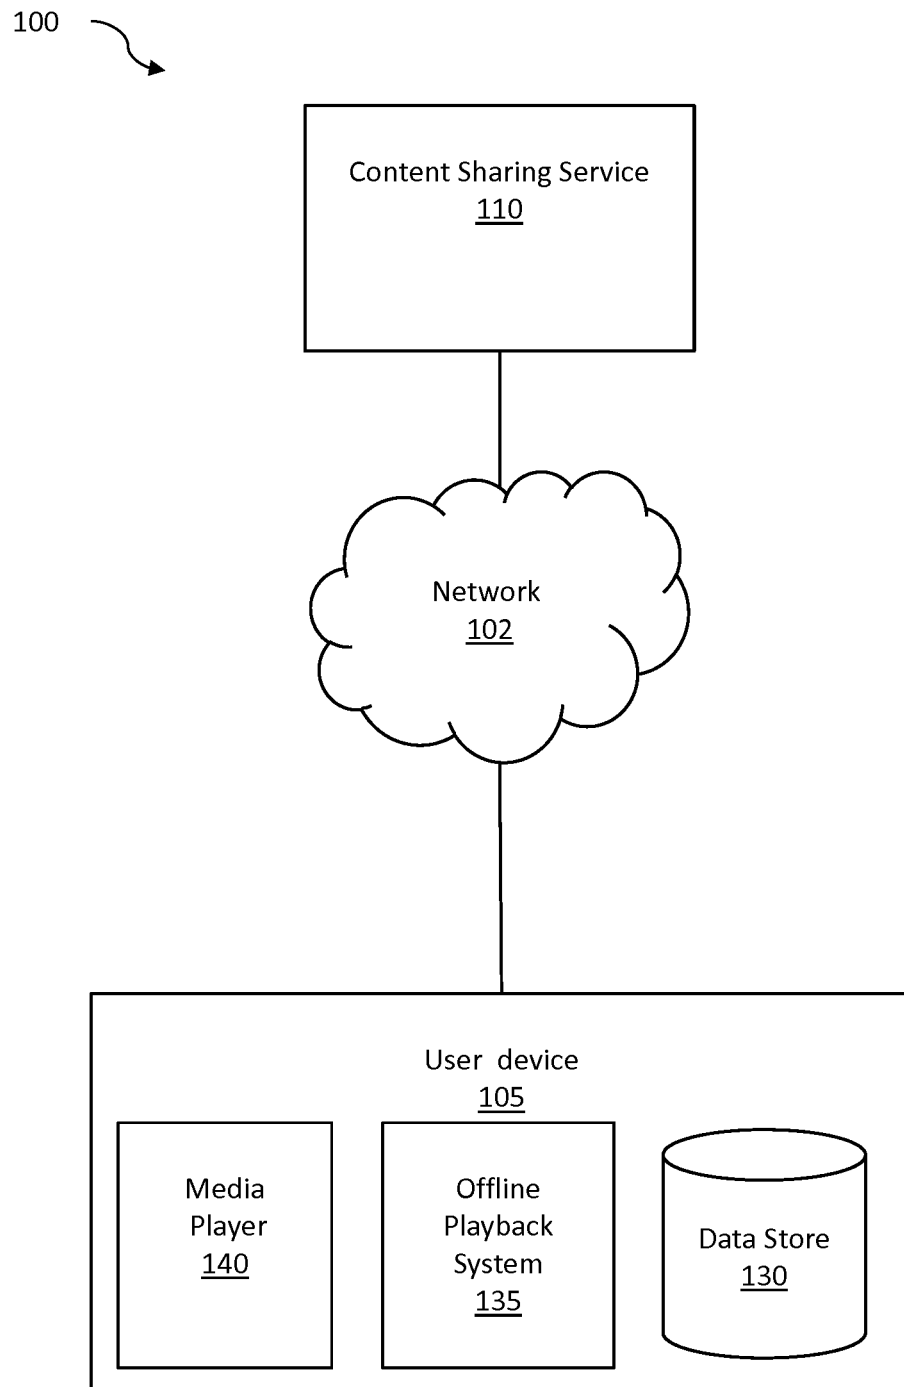 100
Content Sharing Service
110
Network
102
User device
105
Media
Player
140
Offline
Playback
System
135
Data Store
130